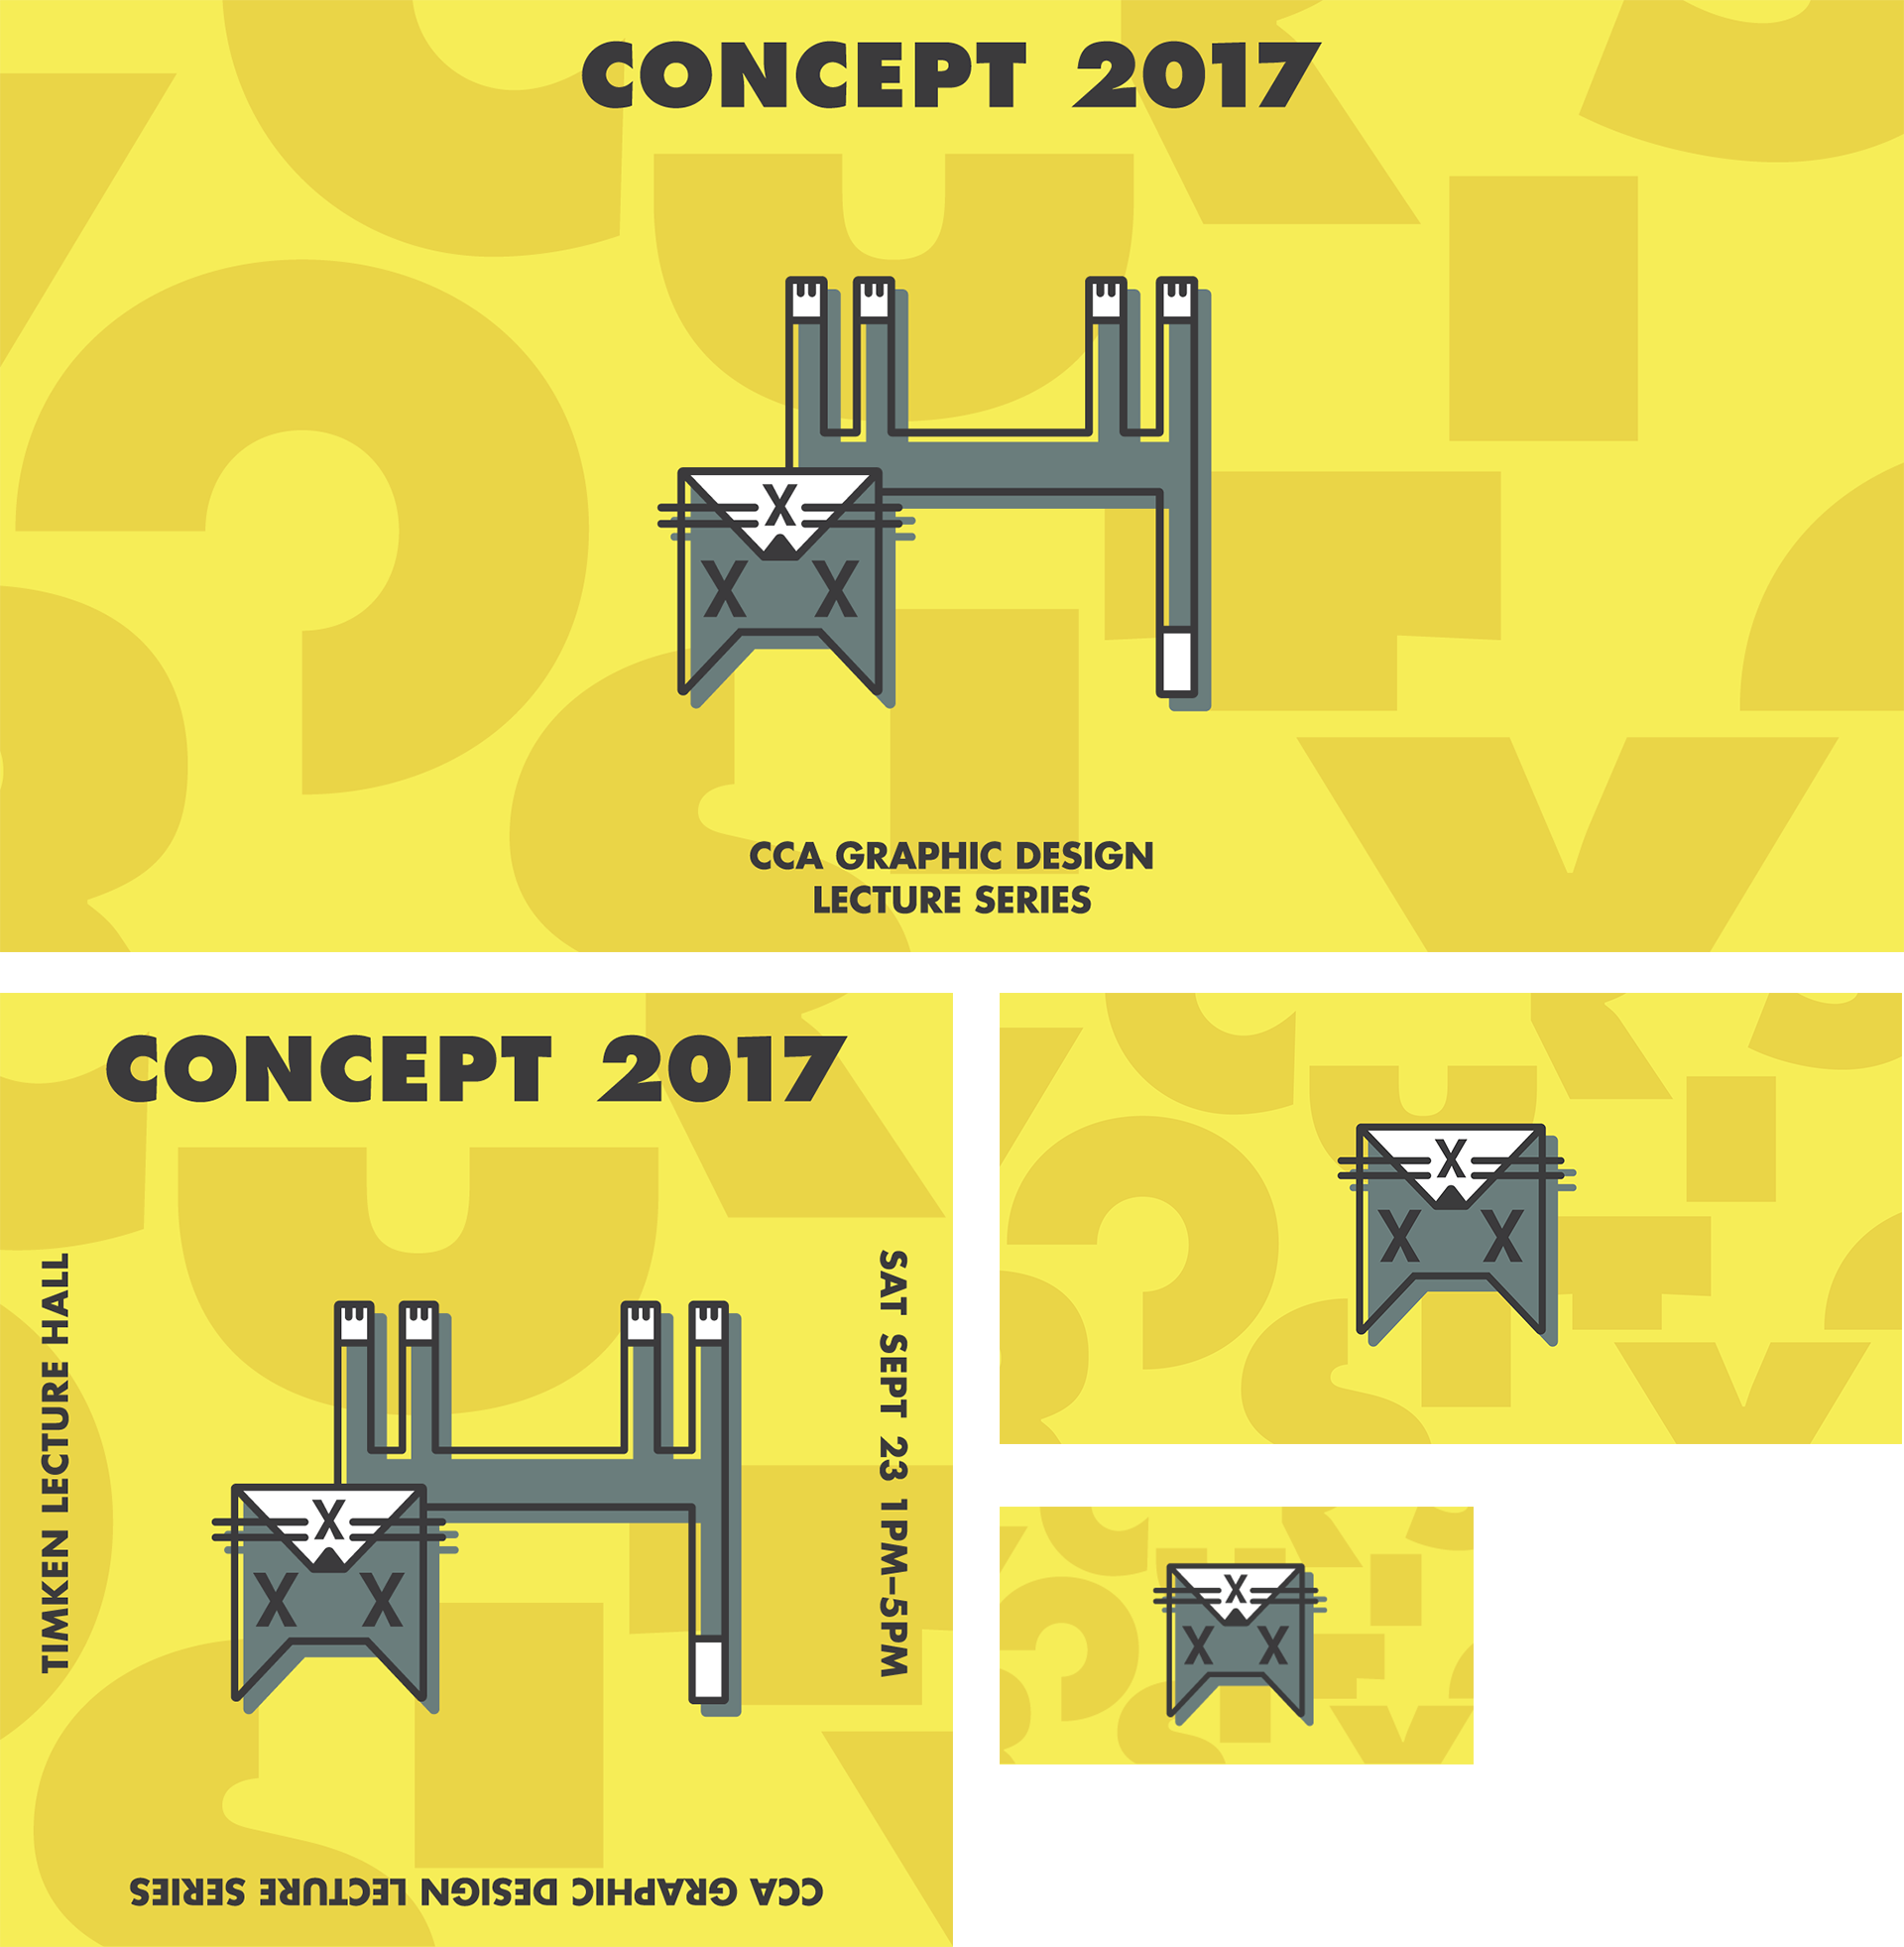 CONCEPT 2017
X
X X
CCA GRAPHIC DESIGN
LECTURE SERIES
CONCEPT 2017
TIMKEN LECTURE HALL
SAT SEPT 23 1PM–5PM
X
X X
CCA GRAPHIC DESIGN LECTURE SERIES
X
X X
X
X X